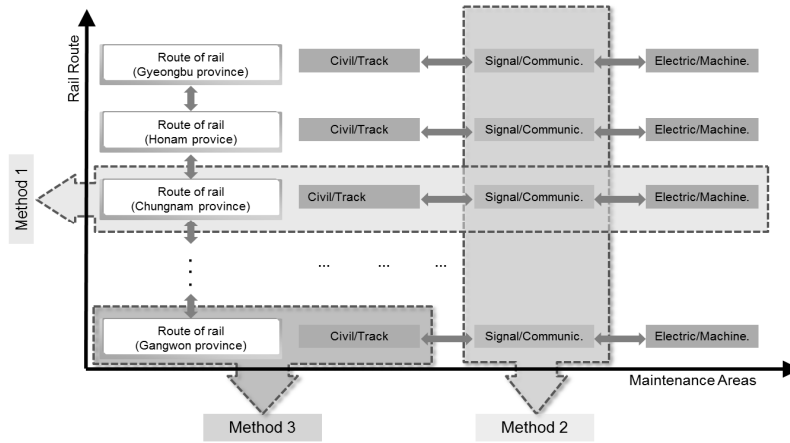 Rail Route
Route of rail
(Gyeongbu province)
Civil/Track
Signal/Communic.
Electric/Machine.
Route of rail
(Honam provice)
Civil/Track
Signal/Communic.
Electric/Machine.
Method 1
Route of rail
(Chungnam province)
Civil/Track
Signal/Communic.
Electric/Machine.
... ... ...
Route of rail
(Gangwon province)
Civil/Track
Signal/Communic.
Electric/Machine.
Maintenance Areas
Method 3
Method 2